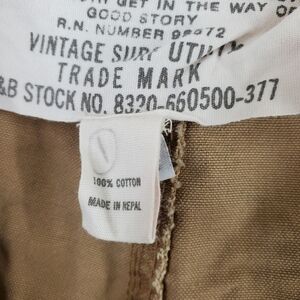 GET IN THE WAY OF
GOOD STORY
R.N. NUMBER 98472
VINTAGE SURF UTILITY
TRADE MARK
&B STOCK NO. 8320-660500-377
100% COTTON
MADE IN NEPAL